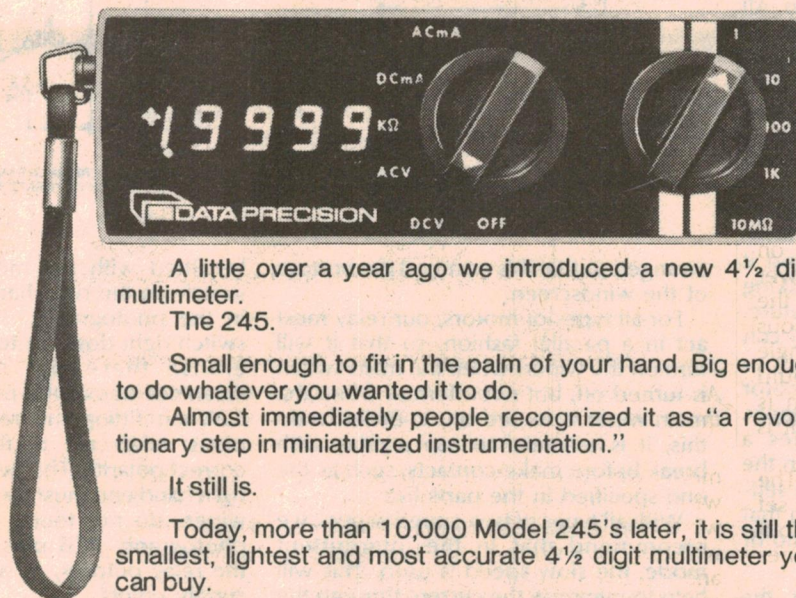 ACmA
1
DCmA
10
+1.9999
KΩ
100
ACV
1K
DATA PRECISION
DCV OFF
10MΩ
A little over a year ago we introduced a new 4½
multimeter.
The 245.
Small enough to fit in the palm of your hand. Big
to do whatever you wanted it to do.
Almost immediately people recognized it as “a
tionary step in miniaturized instrumentation.”
It still is.
Today, more than 10,000 Model 245's later, it is still
smallest, lightest and most accurate 4½ digit multimeter
can buy.